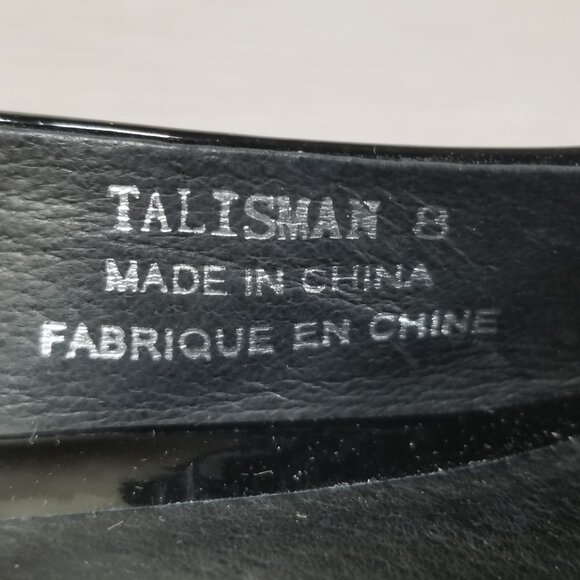 TALISMAN 8
MADE IN CHINA
FABRIQUE EN CHINE